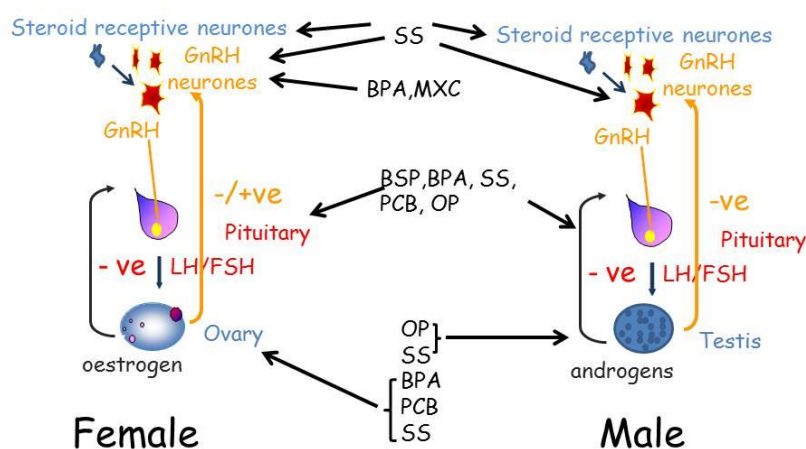 Steroid receptive neurones
GnRH
neurones
GnRH
-/+ve
Pituitary
- ve
LH/FSH
Ovary
oestrogen
Female
SS
BPA,MXC
BSP,BPA, SS,
PCB, OP
OP
SS
BPA
PCB
SS
Steroid receptive neurones
GnRH
neurones
GnRH
-ve
Pituitary
- ve
LH/FSH
Testis
androgens
Male